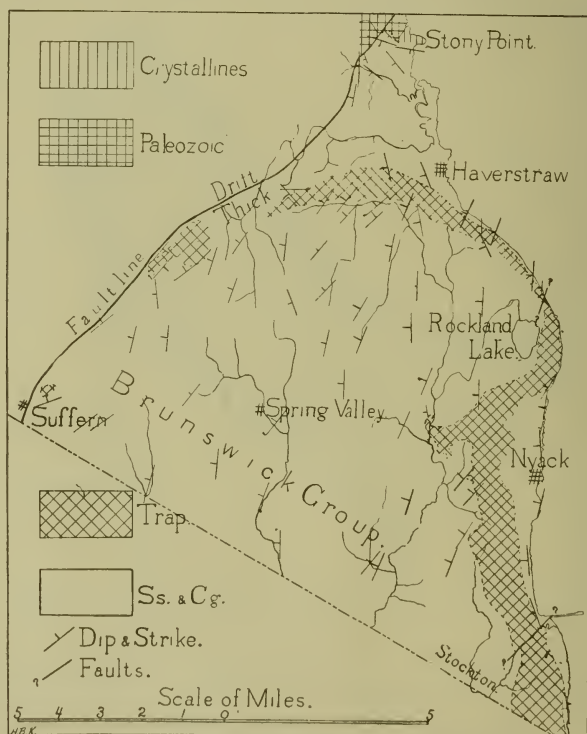 Stony Point.
Crystallines
Paleozoic
Haverstraw
Drift
Thick
Fault line
Rockland
Lake.
Suffern
Spring Valley
Brunswick Group.
Nyack
Trap
Ss. & Cg.
Dip & Strike.
? Faults.
Stockton
Scale of Miles.
5 4 3 2 1 0 5
H.B.K.